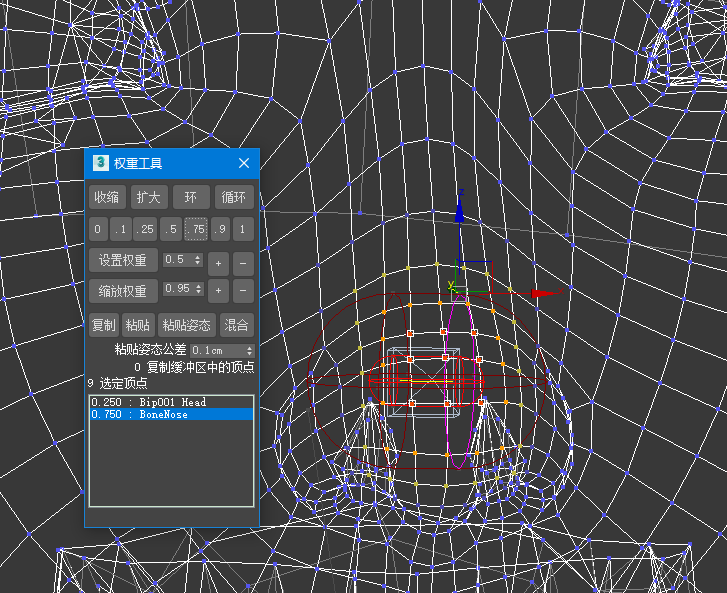 3 权重工具
收缩 扩大 环 循环
0 .1 .25 .5 .75 .9 1
设置权重 0.5 + −
缩放权重 0.95 + −
复制 粘贴 粘贴姿态 混合
粘贴姿态公差 0.1cm
0 复制缓冲区中的顶点
9 选定顶点
0.250 : Bip001 Head
0.750 : BoneNose
z
y